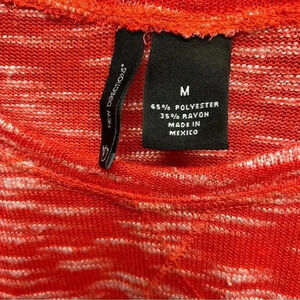 NEW DIRECTIONS®
M
65% POLYESTER
35% RAYON
MADE IN
MEXICO